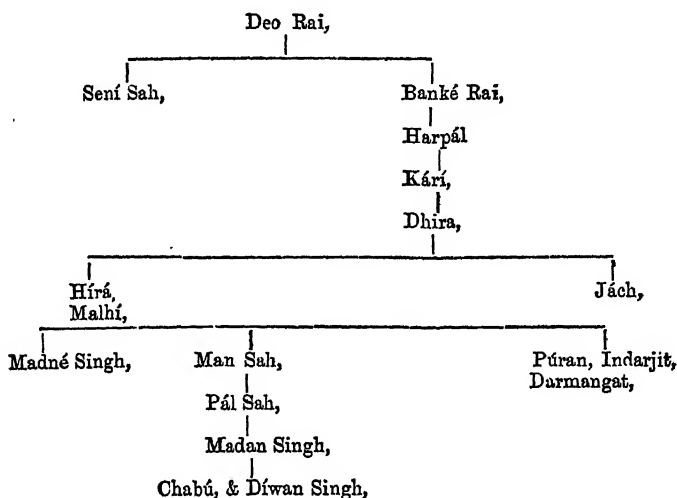 Deo Rai,
Sení Sah, Banké Rai,
Harpál
Kárí,
Dhira,
Hírá, Jách,
Malhí,
Madné Singh, Man Sah, Púran, Indarjit,
Darmangat,
Pál Sah,
Madan Singh,
Chabú, & Díwan Singh,